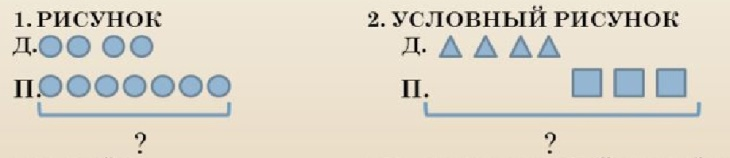 1. РИСУНОК
Д.
П.
?
2. УСЛОВНЫЙ РИСУНОК
Д.
П.
?